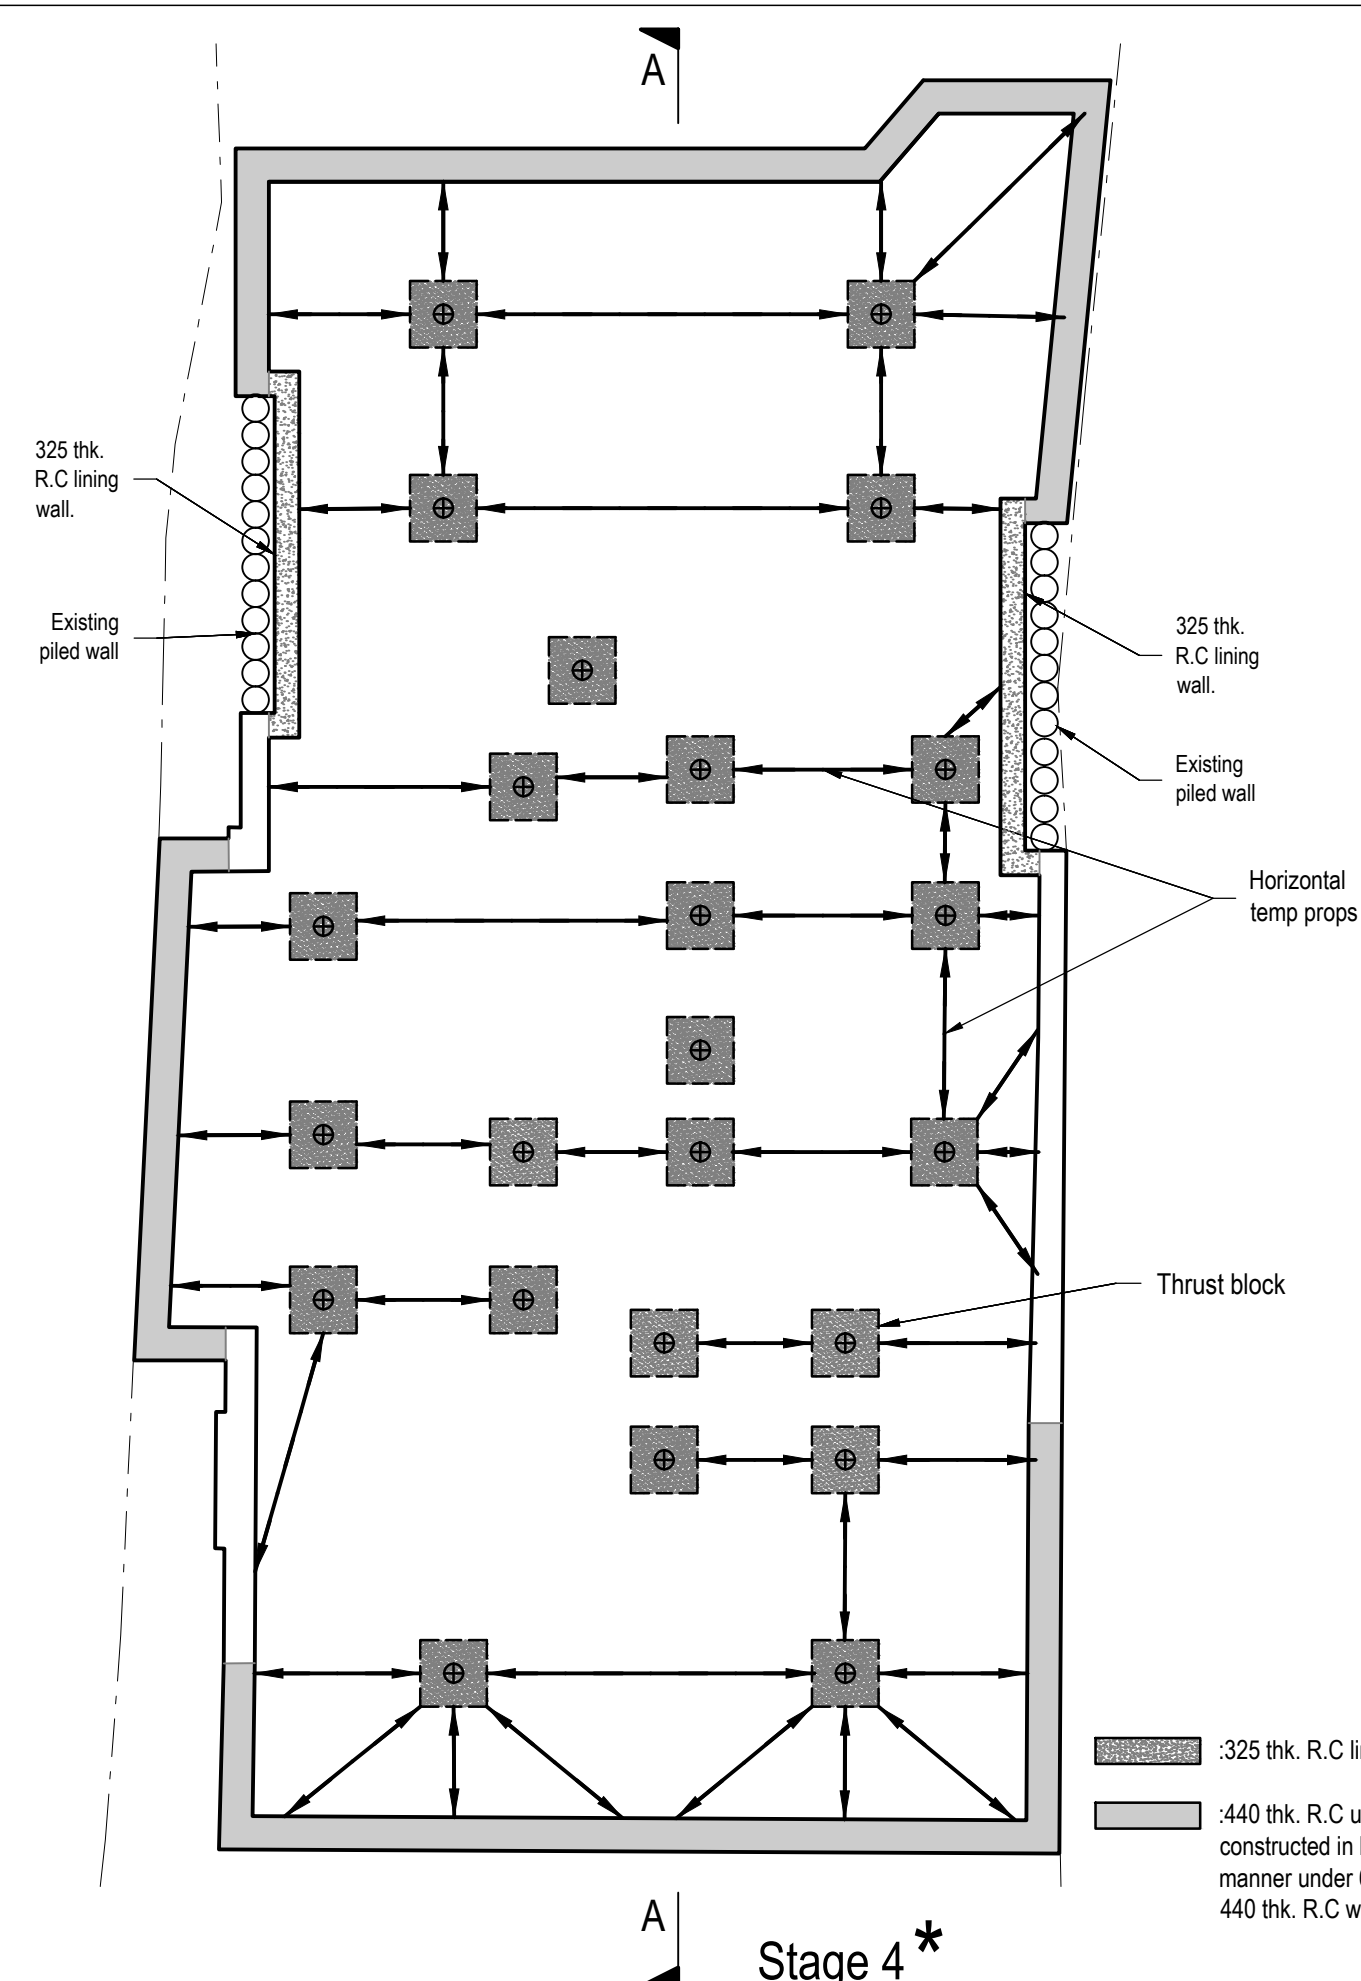 A
325 thk.
R.C lining
wall.
Existing
piled wall
325 thk.
R.C lining
wall.
Existing
piled wall
Horizontal
temp props
Thrust block
:325 thk. R.C
:440 thk. R.C
constructed in
manner under
440 thk. R.C
A
Stage 4*